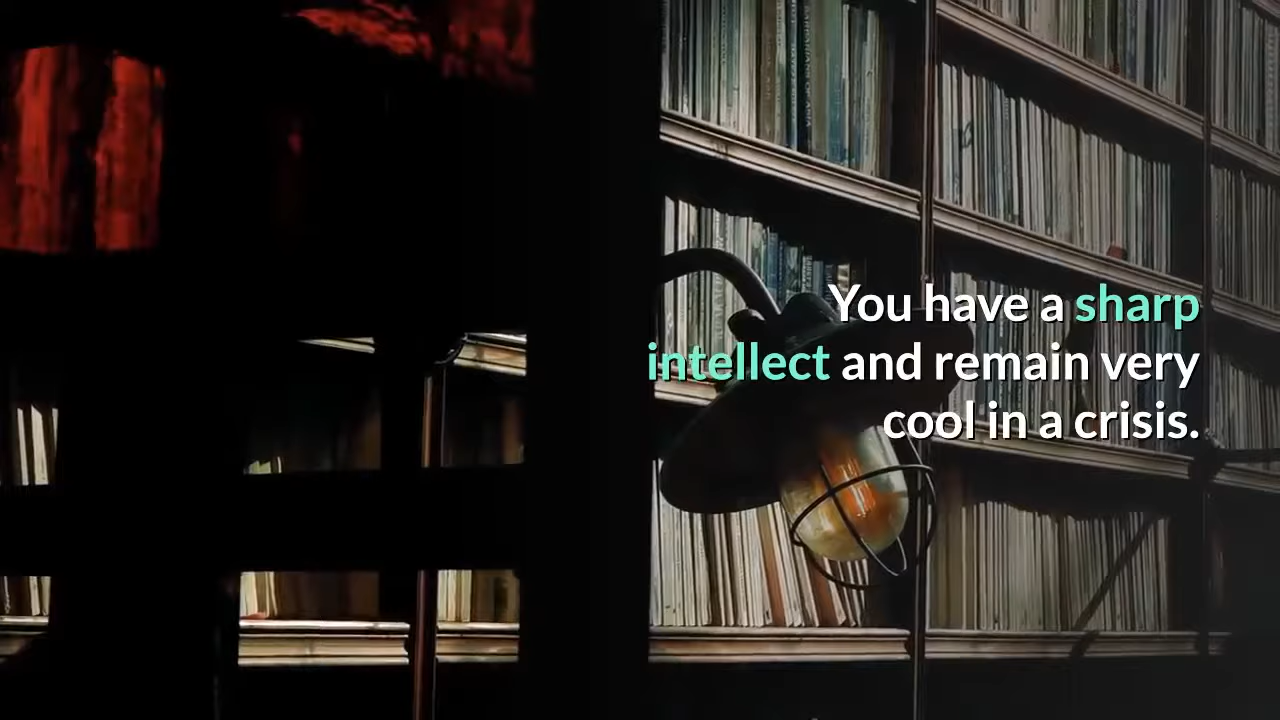 You have a sharp
intellect and remain very
cool in a crisis.